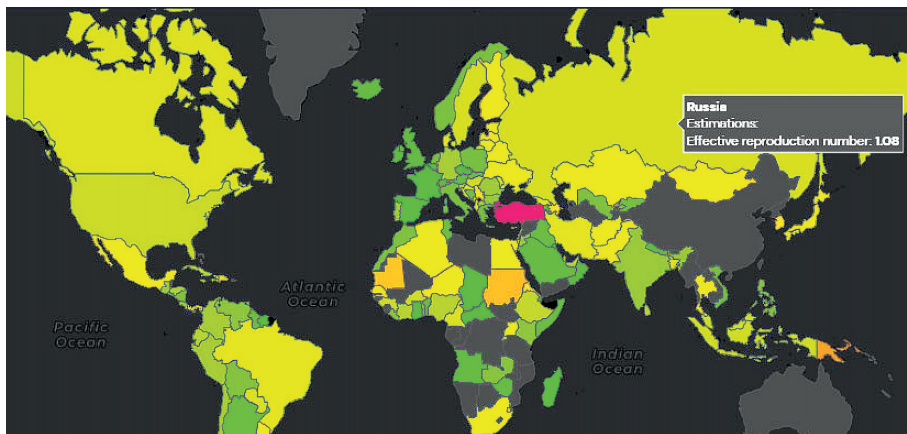 Russia
Estimations:
Effective reproduction number: 1.08
Atlantic
Ocean
Pacific
Ocean
Indian
Ocean